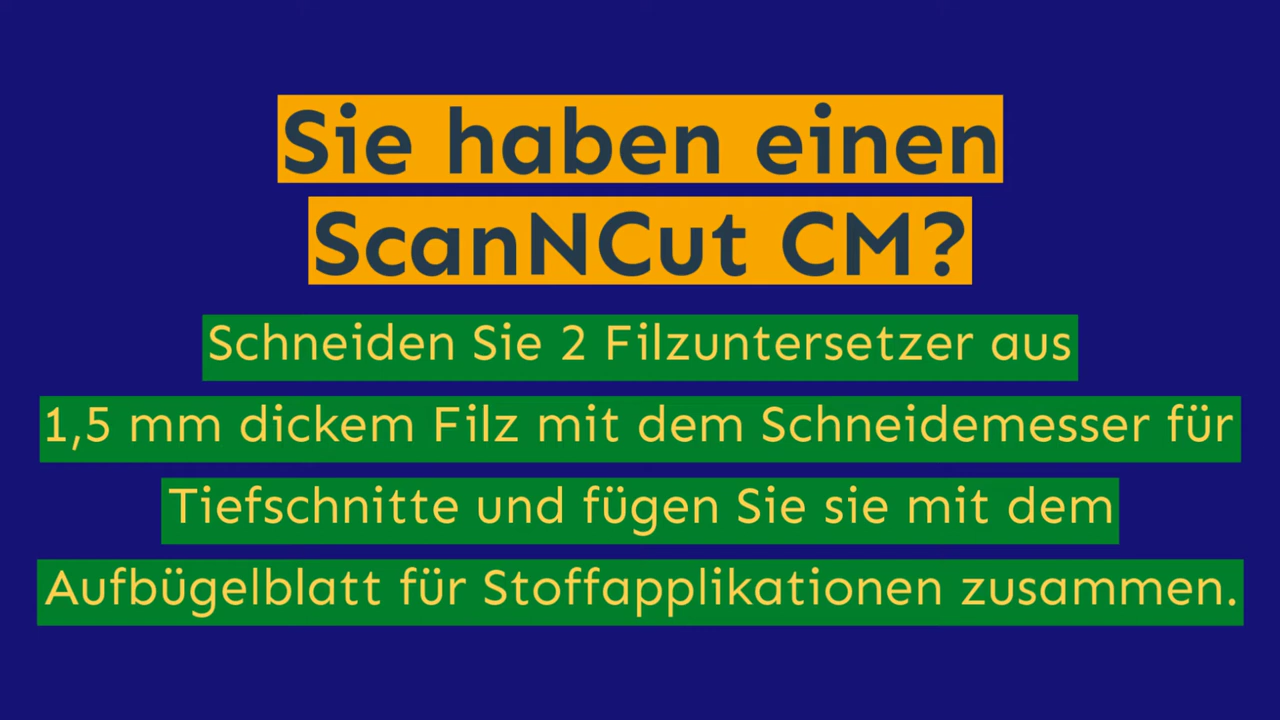 Sie haben einen
ScanNCut CM?
Schneiden Sie 2 Filzuntersetzer aus
1,5 mm dickem Filz mit dem Schneidemesser für
Tiefschnitte und fügen Sie sie mit dem
Aufbügelblatt für Stoffapplikationen zusammen.